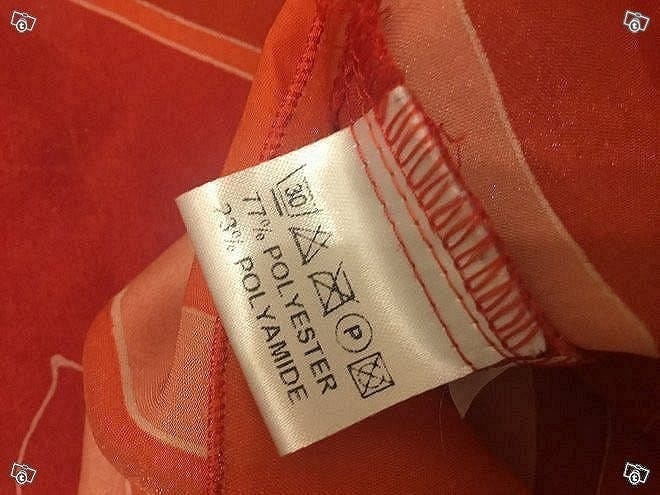 30
P
77% POLYESTER
23% POLYAMIDE